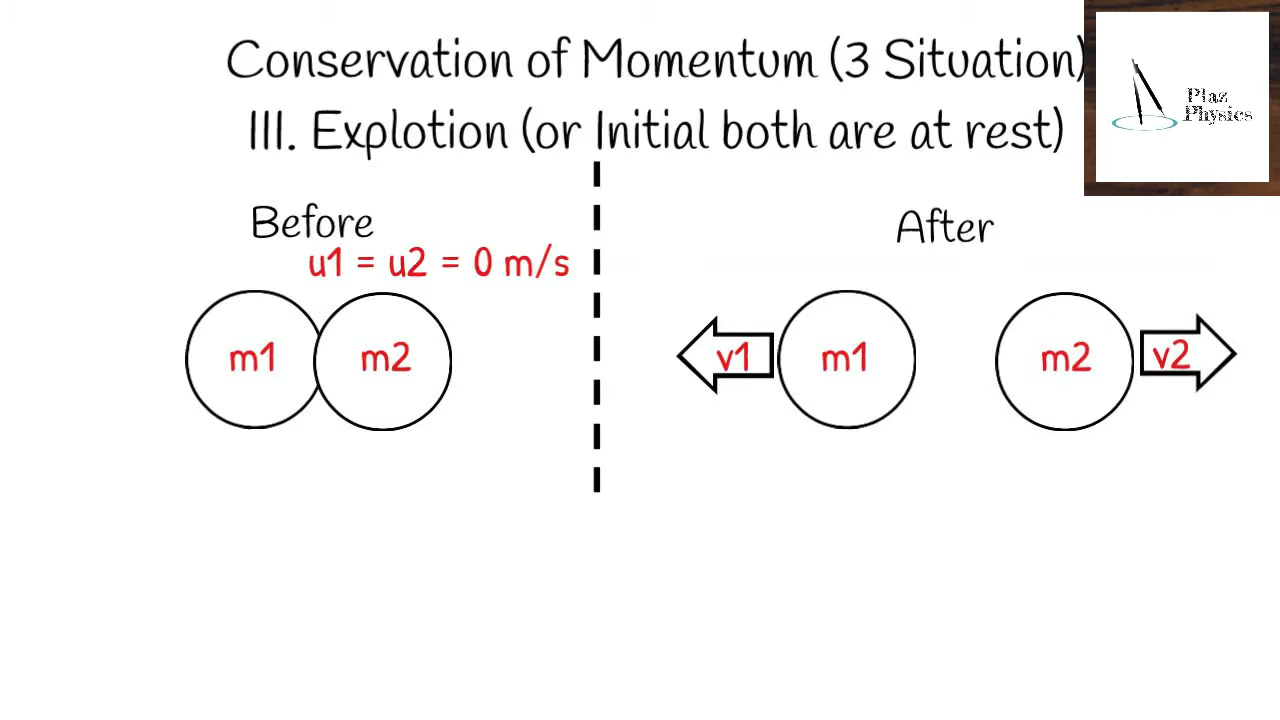 Conservation of Momentum (3 Situation)
III. Explotion (or Initial both are at rest)
Plaz
Physics
Before
u1 = u2 = 0 m/s
m1
m2
After
v1
m1
m2
v2